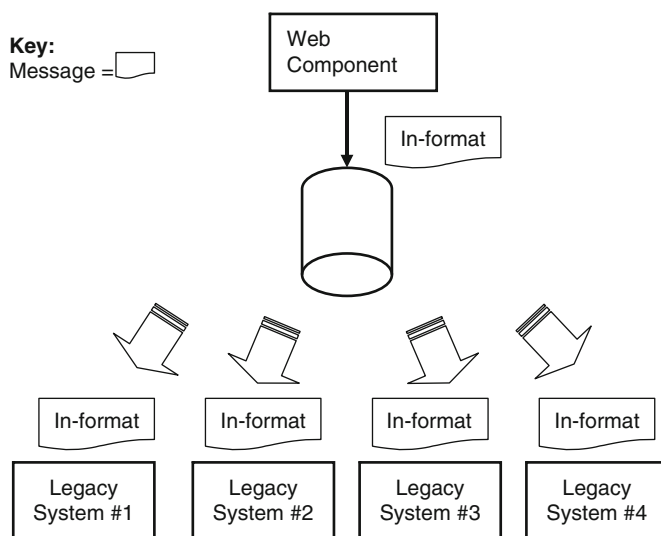 Key:
Message =
Web
Component
In-format
In-format
In-format
In-format
In-format
Legacy
System #1
Legacy
System #2
Legacy
System #3
Legacy
System #4